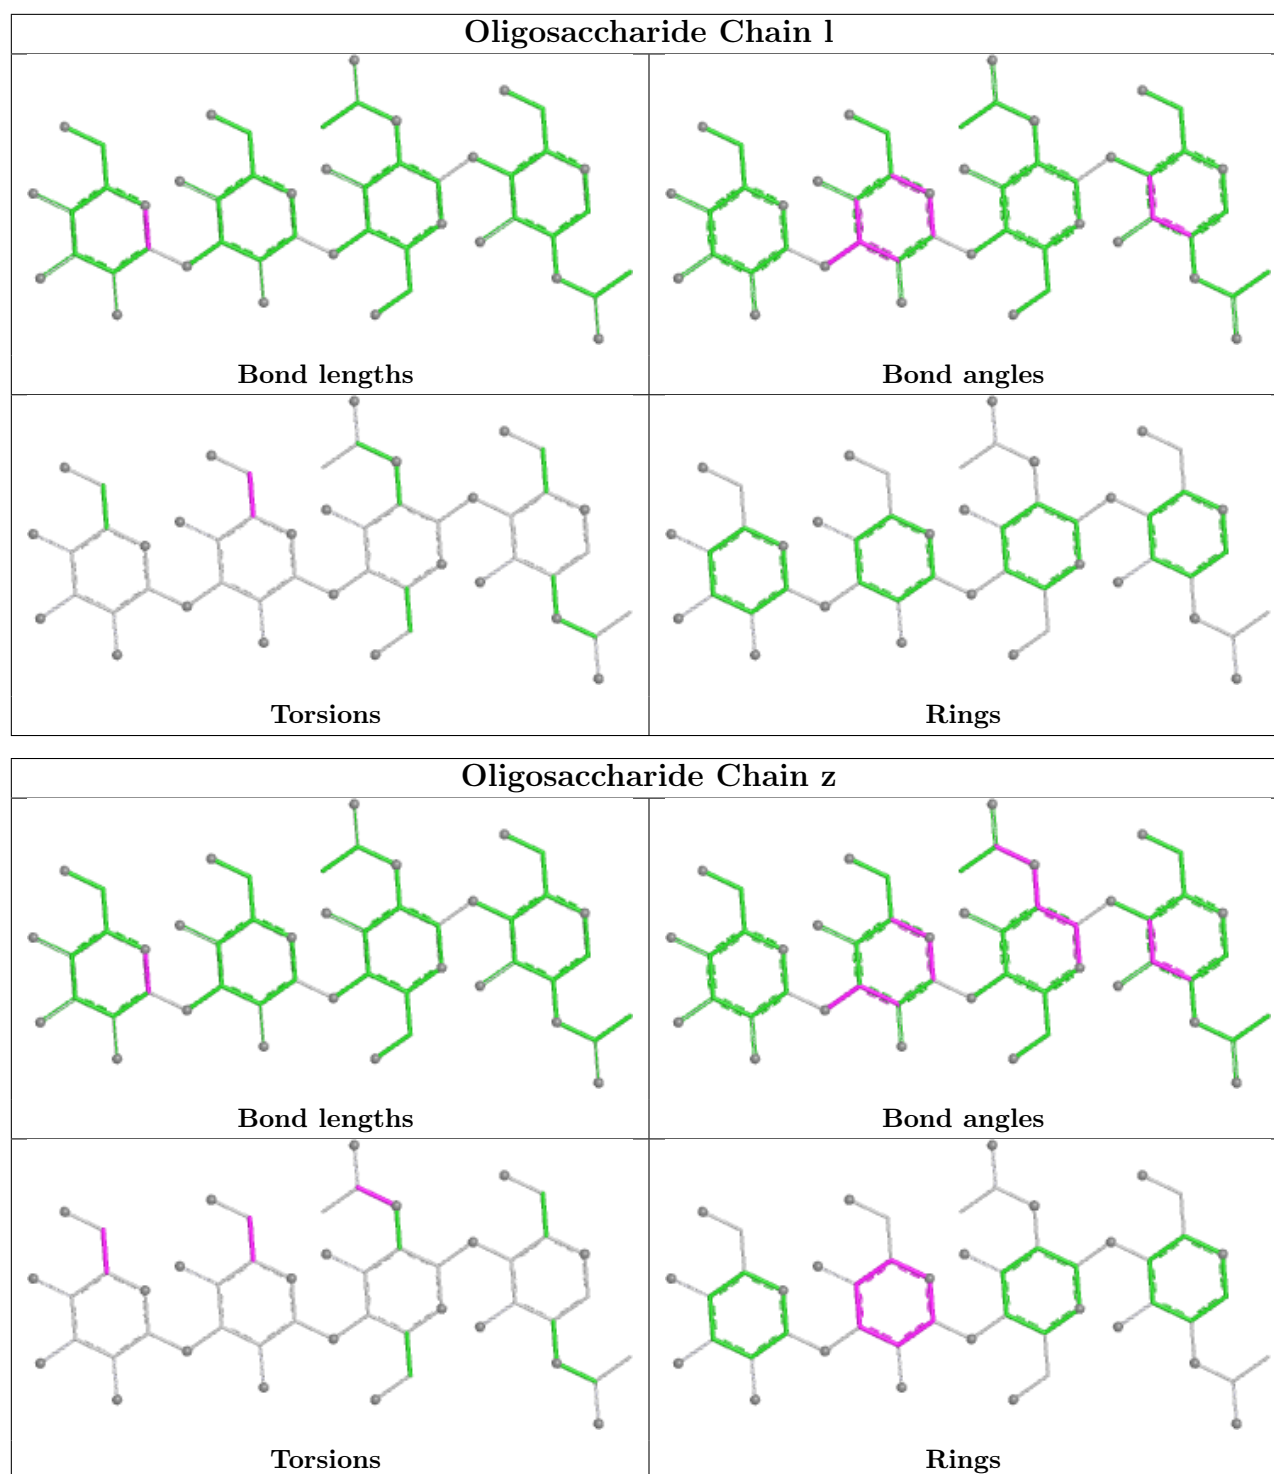 Oligosaccharide Chain l
Bond lengths
Bond angles
Torsions
Rings
Oligosaccharide Chain z
Bond lengths
Bond angles
Torsions
Rings